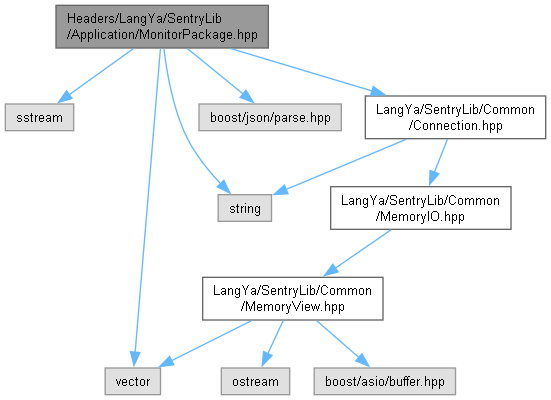 Headers/LangYa/SentryLib
/Application/MonitorPackage.hpp
sstream
boost/json/parse.hpp
LangYa/SentryLib/Common
/Connection.hpp
string
LangYa/SentryLib/Common
/MemoryIO.hpp
LangYa/SentryLib/Common
/MemoryView.hpp
vector
ostream
boost/asio/buffer.hpp